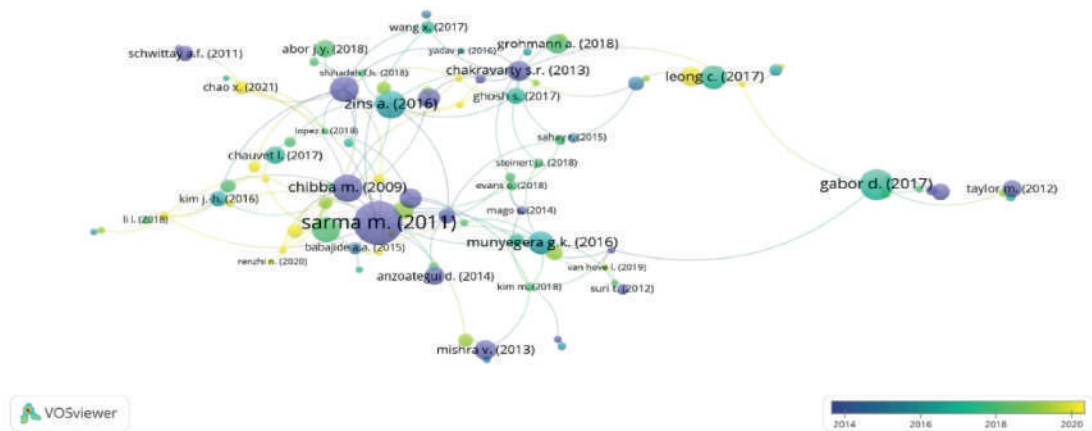 wang x. (2017)
schwittay a.f. (2011)
abor j.y. (2018)
yadav p. (2016)
grohmann a. (2018)
shihadeh f.h. (2018)
chakravarty s.r. (2013)
leong c. (2017)
chao x. (2021)
zins a. (2016)
ghosh s. (2017)
lopez t. (2018)
sahay r. (2015)
chauvet l. (2017)
steinert j.i. (2018)
chibba m. (2009)
evans o. (2018)
gabor d. (2017)
taylor m. (2012)
kim j.-h. (2016)
mago s. (2014)
li l. (2018)
sarma m. (2011)
babajide a.a. (2015)
munyegera g.k. (2016)
renzhi n. (2020)
anzoategui d. (2014)
van hove l. (2019)
kim m. (2018)
suri t. (2012)
mishra v. (2013)
VOSviewer
2014 2016 2018 2020